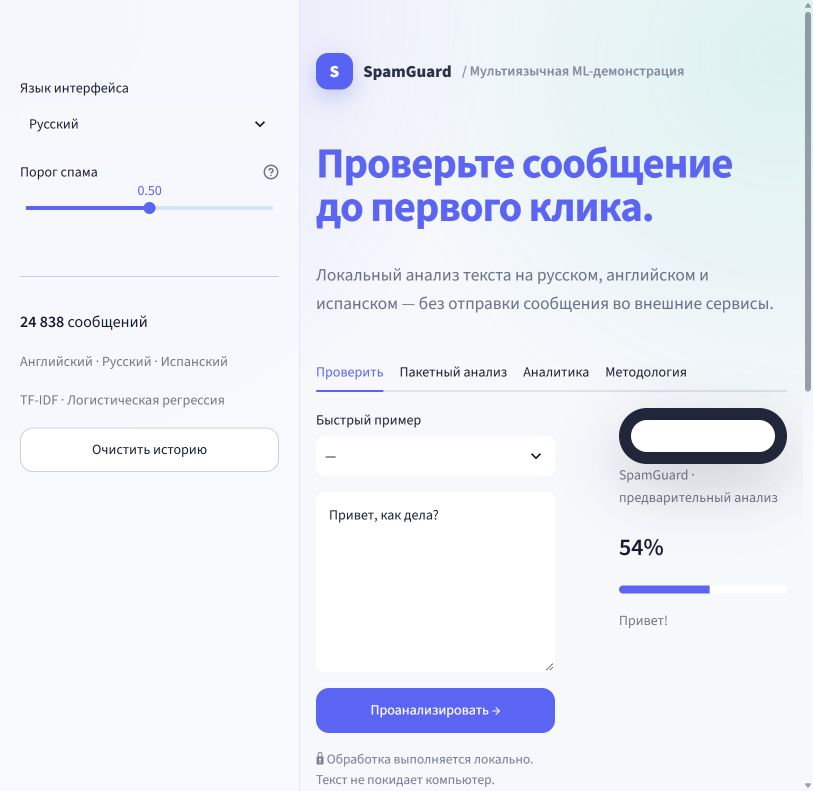 Язык интерфейса
Русский
Порог спама
0.50
24 838 сообщений
Английский · Русский · Испанский
TF-IDF · Логистическая регрессия
Очистить историю
S SpamGuard / Мультиязычная ML-демонстрация
Проверьте сообщение
до первого клика.
Локальный анализ текста на русском, английском и
испанском — без отправки сообщения во внешние сервисы.
Проверить Пакетный анализ Аналитика Методология
Быстрый пример
—
Привет, как дела?
Проанализировать →
Обработка выполняется локально.
Текст не покидает компьютер.
SpamGuard ·
предварительный анализ
54%
Привет!